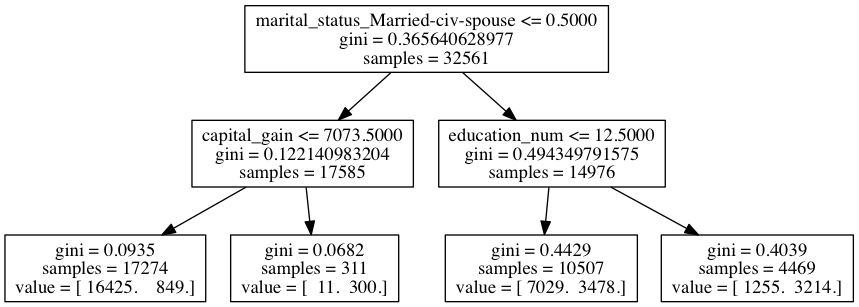 marital_status_Married-civ-spouse <= 0.5000
gini = 0.365640628977
samples = 32561
capital_gain <= 7073.5000
gini = 0.122140983204
samples = 17585
education_num <= 12.5000
gini = 0.494349791575
samples = 14976
gini = 0.0935
samples = 17274
value = [ 16425. 849.]
gini = 0.0682
samples = 311
value = [ 11. 300.]
gini = 0.4429
samples = 10507
value = [ 7029. 3478.]
gini = 0.4039
samples = 4469
value = [ 1255. 3214.]